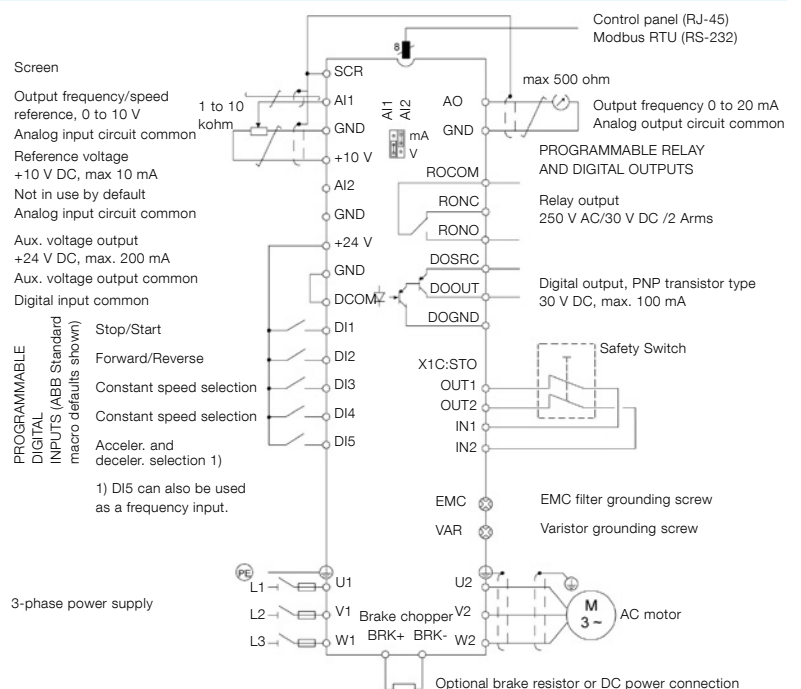 Control panel (RJ-45)
Modbus RTU (RS-232)
8
Screen
Output frequency/speed
reference, 0 to 10 V
Analog input circuit common
Reference voltage
+10 V DC, max 10 mA
Not in use by default
Analog input circuit common
Aux. voltage output
+24 V DC, max. 200 mA
Aux. voltage output common
Digital input common
PROGRAMMABLE
DIGITAL
INPUTS (ABB Standard
macro defaults shown)
Stop/Start
Forward/Reverse
Constant speed selection
Constant speed selection
Acceler. and
deceler. selection 1)
1) DI5 can also be used
as a frequency input.
3-phase power supply
1 to 10
kohm
SCR
AI1
GND
+10 V
AI2
GND
+24 V
GND
DCOM
DI1
DI2
DI3
DI4
DI5
AI1
AI2
mA
V
AO
GND
ROCOM
RONC
RONO
DOSRC
DOOUT
DOGND
X1C:STO
OUT1
OUT2
IN1
IN2
EMC
VAR
max 500 ohm
Output frequency 0 to 20 mA
Analog output circuit common
PROGRAMMABLE RELAY
AND DIGITAL OUTPUTS
Relay output
250 V AC/30 V DC /2 Arms
Digital output, PNP transistor type
30 V DC, max. 100 mA
Safety Switch
EMC filter grounding screw
Varistor grounding screw
PE
L1
L2
L3
U1
V1
W1
Brake chopper
BRK+ BRK-
U2
V2
W2
M
3 ~
AC motor
Optional brake resistor or DC power connection